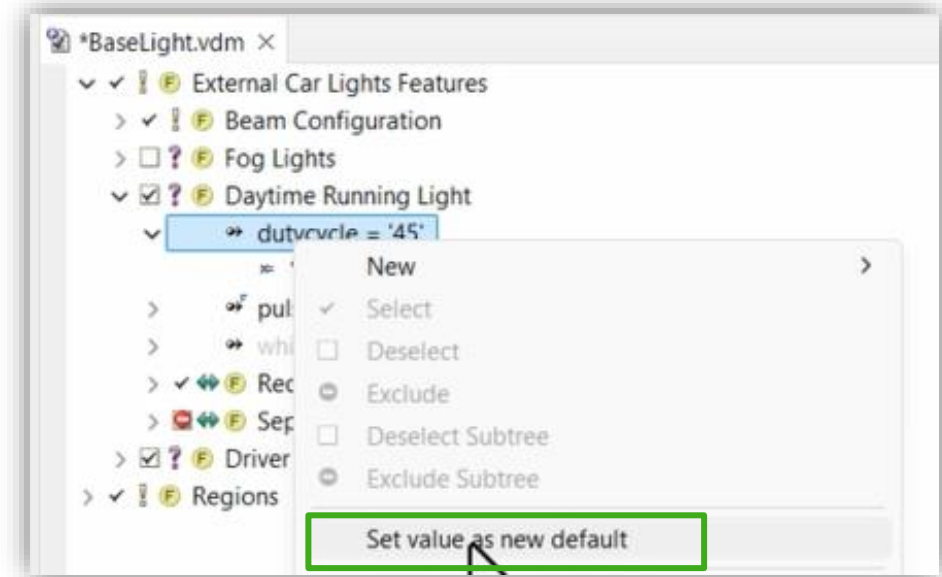 *BaseLight.vdm
External Car Lights Features
Beam Configuration
Fog Lights
Daytime Running Light
dutycycle = '45'
New
pul
Select
whi
Deselect
Rec
Exclude
Sep
Deselect Subtree
Driver
Exclude Subtree
Regions
Set value as new default